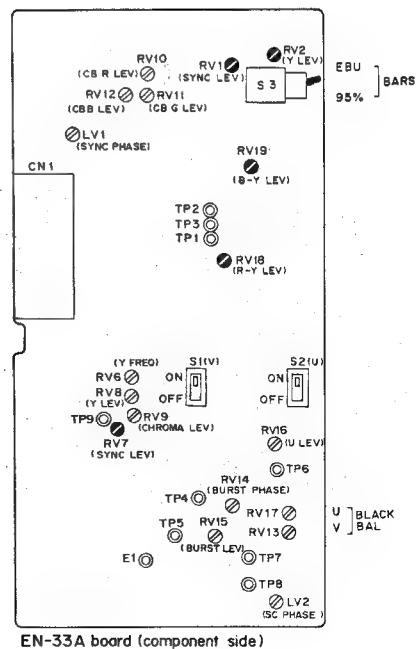 RV10
(CB R LEV)
RV1
(SYNC LEV)
RV2
(Y LEV)
S3
EBU
95%
BARS
RV12
(CBB LEV)
RV11
(CB G LEV)
LV1
(SYNC PHASE)
CN1
RV19
(B-Y LEV)
TP2
TP3
TP1
RV18
(R-Y LEV)
(Y FREQ)
RV6
RV8
(Y LEV)
TP9
RV9
(CHROMA LEV)
RV7
(SYNC LEV)
S1(V)
ON
OFF
S2(U)
ON
OFF
RV16
(U LEV)
TP6
RV14
(BURST PHASE)
TP4
RV17
U
V
BLACK
BAL
TP5
RV15
(BURST LEV)
RV13
E1
TP7
TP8
LV2
(SC PHASE)
EN-33A board (component side)